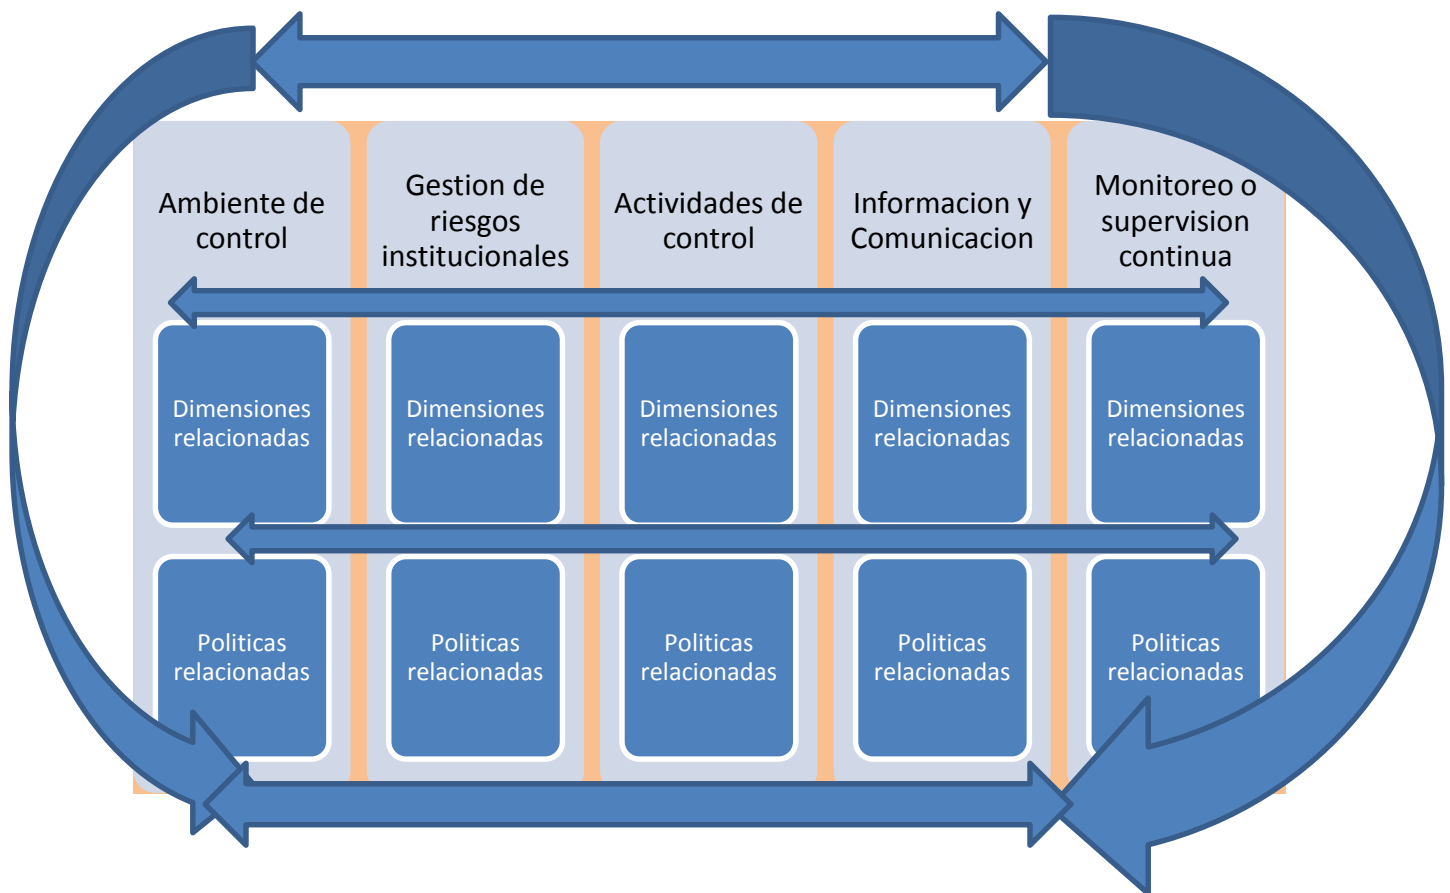 Ambiente de
control
Gestion de
riesgos
institucionales
Actividades de
control
Informacion y
Comunicacion
Monitoreo o
supervision
continua
Dimensiones
relacionadas
Dimensiones
relacionadas
Dimensiones
relacionadas
Dimensiones
relacionadas
Dimensiones
relacionadas
Politicas
relacionadas
Politicas
relacionadas
Politicas
relacionadas
Politicas
relacionadas
Politicas
relacionadas